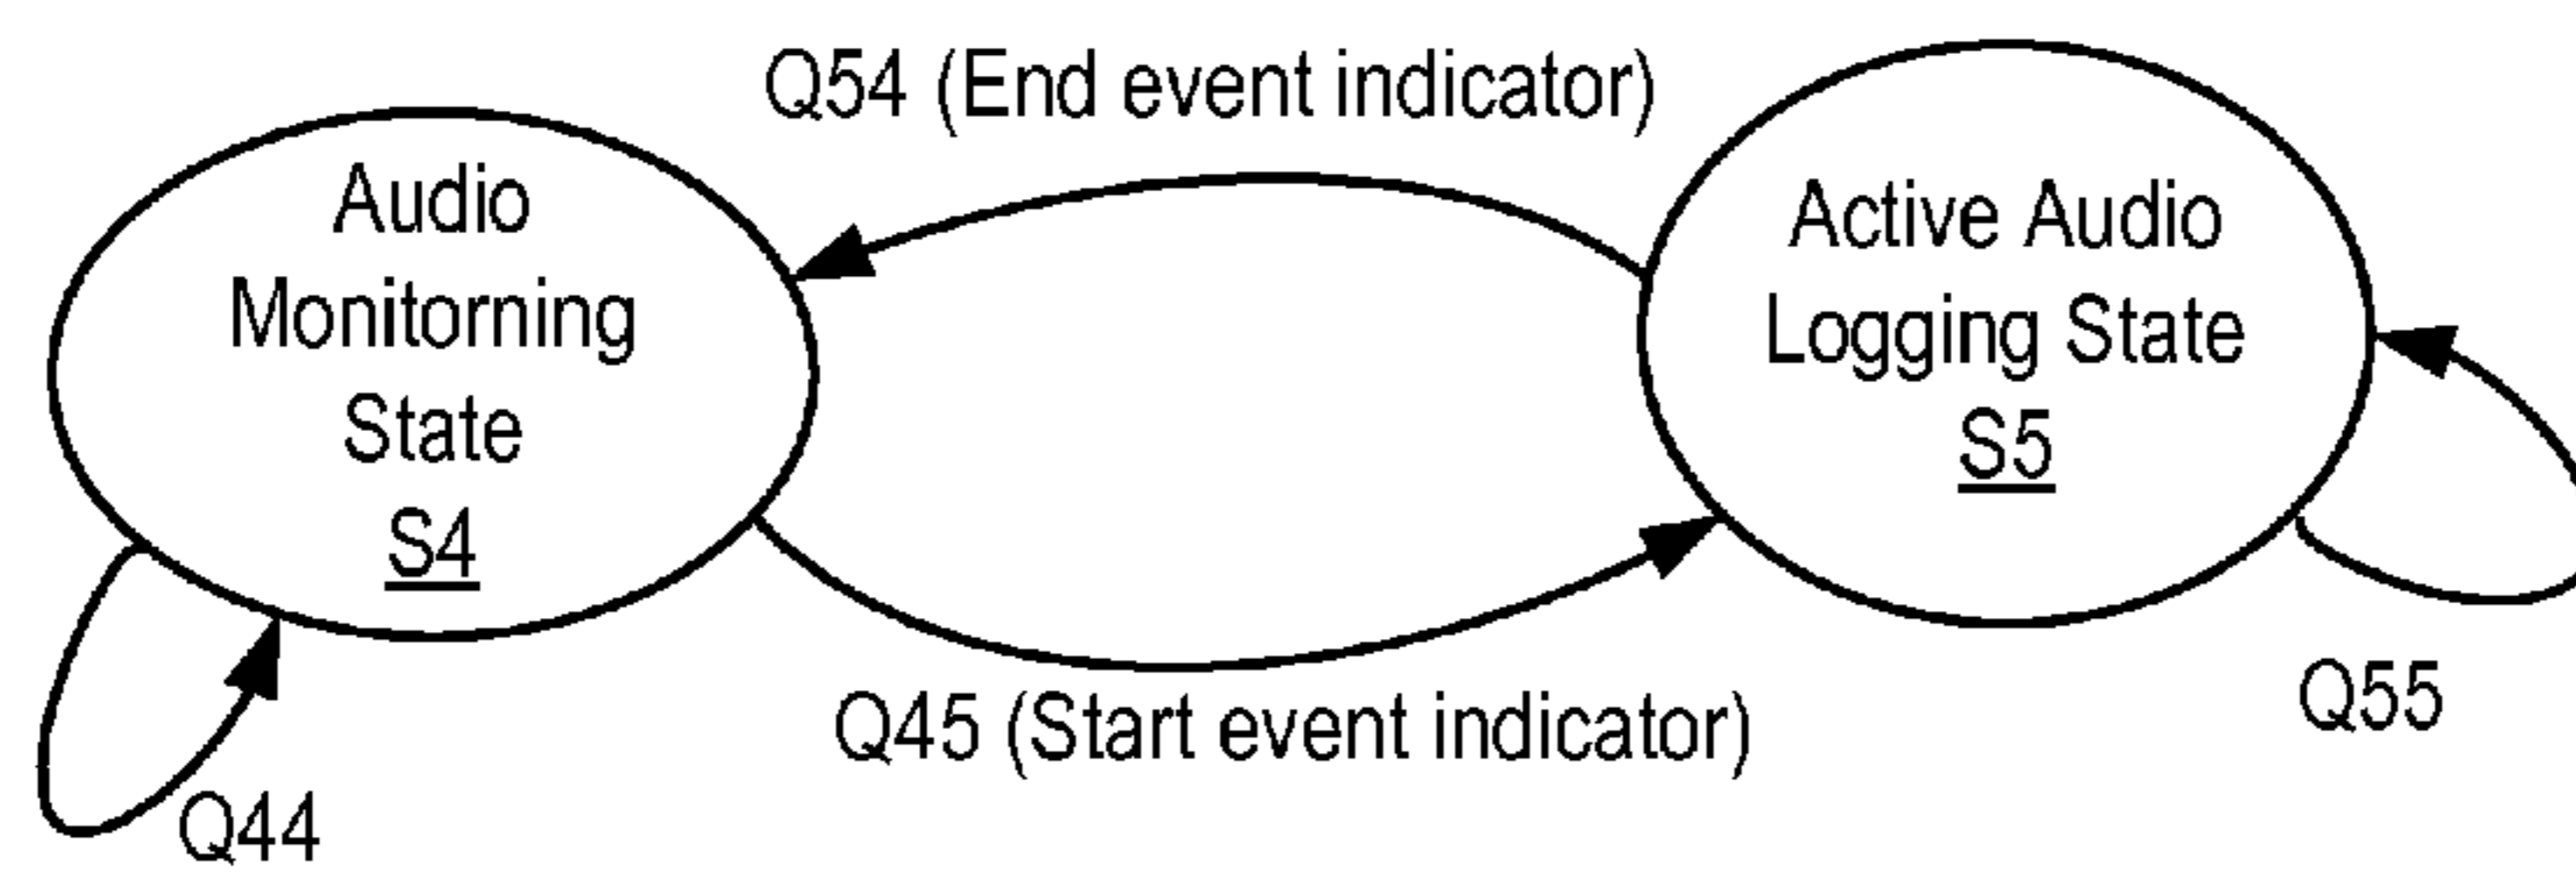 Q54 (End event indicator)
Audio
Monitorning
State
S4
Active Audio
Logging State
S5
Q45 (Start event indicator)
Q55
Q44